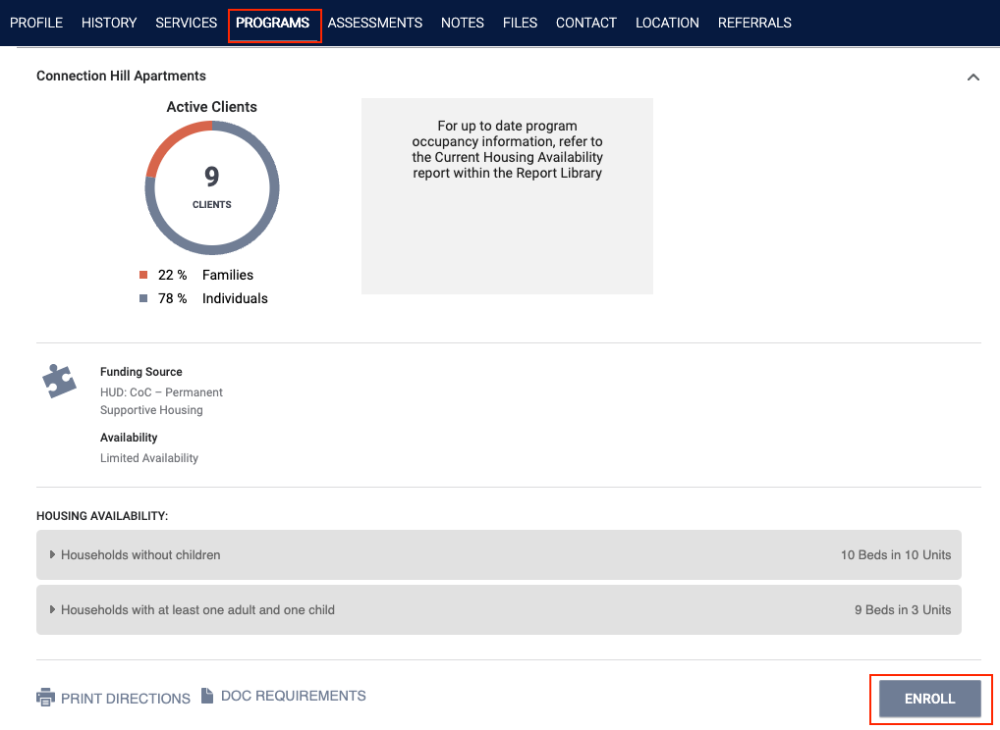 PROFILE HISTORY SERVICES PROGRAMS ASSESSMENTS NOTES FILES CONTACT LOCATION REFERRALS
Connection Hill Apartments
Active Clients
9
CLIENTS
22 % Families
78 % Individuals
For up to date program
occupancy information, refer to
the Current Housing Availability
report within the Report Library
Funding Source
HUD: CoC – Permanent
Supportive Housing
Availability
Limited Availability
HOUSING AVAILABILITY:
Households without children 10 Beds in 10 Units
Households with at least one adult and one child 9 Beds in 3 Units
PRINT DIRECTIONS DOC REQUIREMENTS ENROLL